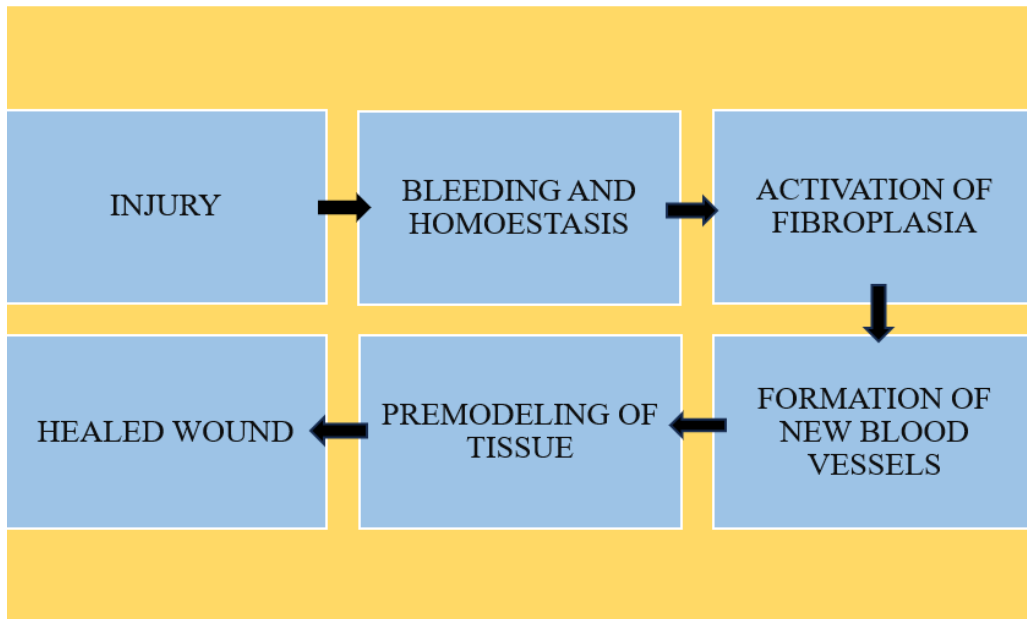 INJURY
BLEEDING AND
HOMOESTASIS
ACTIVATION OF
FIBROPLASIA
FORMATION OF
NEW BLOOD
VESSELS
PREMODELING OF
TISSUE
HEALED WOUND